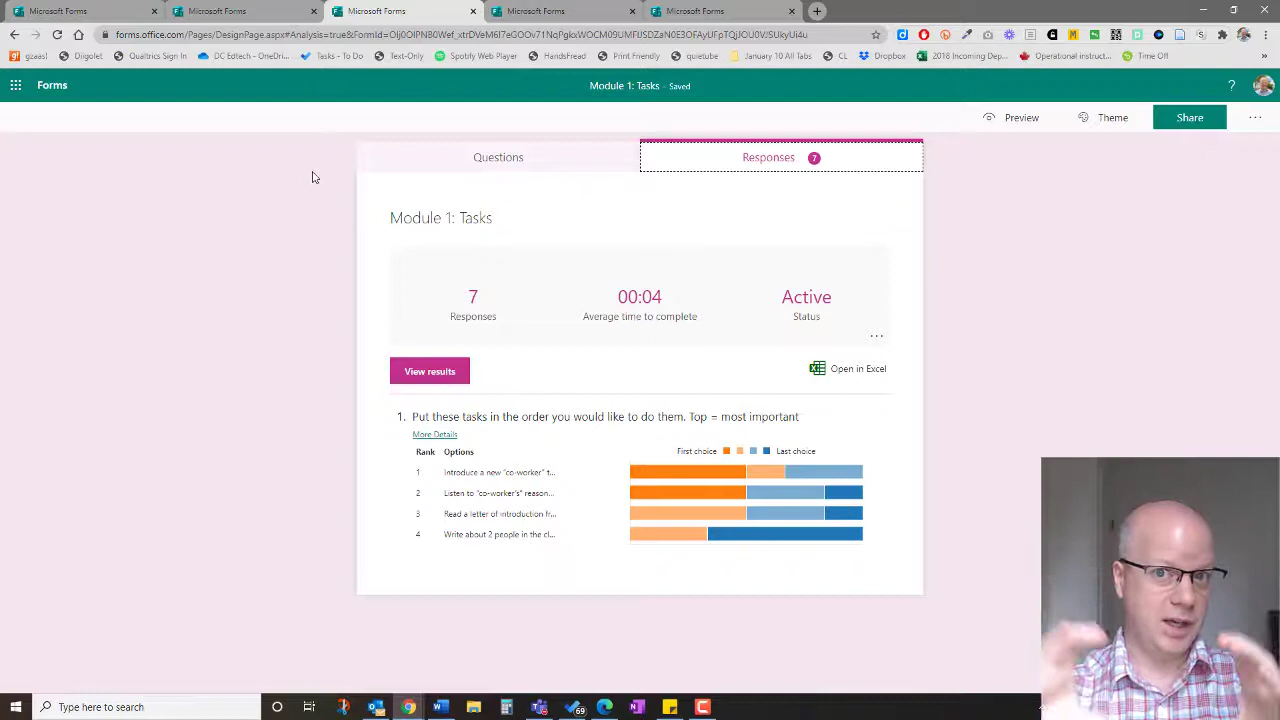 Microsoft Forms
Microsoft Forms
Microsoft Forms
Microsoft Forms
Microsoft Forms
gzaasl
Diigolet
Qualtrics Sign In
DC Edtech - OneDri...
Tasks - To Do
Text-Only
Spotify Web Player
HandsFreed
Print Friendly
quietube
January 10 All Tabs
CL
Dropbox
2018 Incoming Dep...
Operational instruct...
Time Off
Forms
Module 1: Tasks - Saved
?
Preview
Theme
Share
Questions
Responses 7
Module 1: Tasks
7
Responses
00:04
Average time to complete
Active
Status
View results
Open in Excel
1. Put these tasks in the order you would like to do them. Top = most important
More Details
Rank Options
First choice Last choice
1 Introduce a new "co-worker" t...
2 Listen to "co-worker's" reason...
3 Read a letter of introduction fr...
4 Write about 2 people in the cl...
Type here to search
69